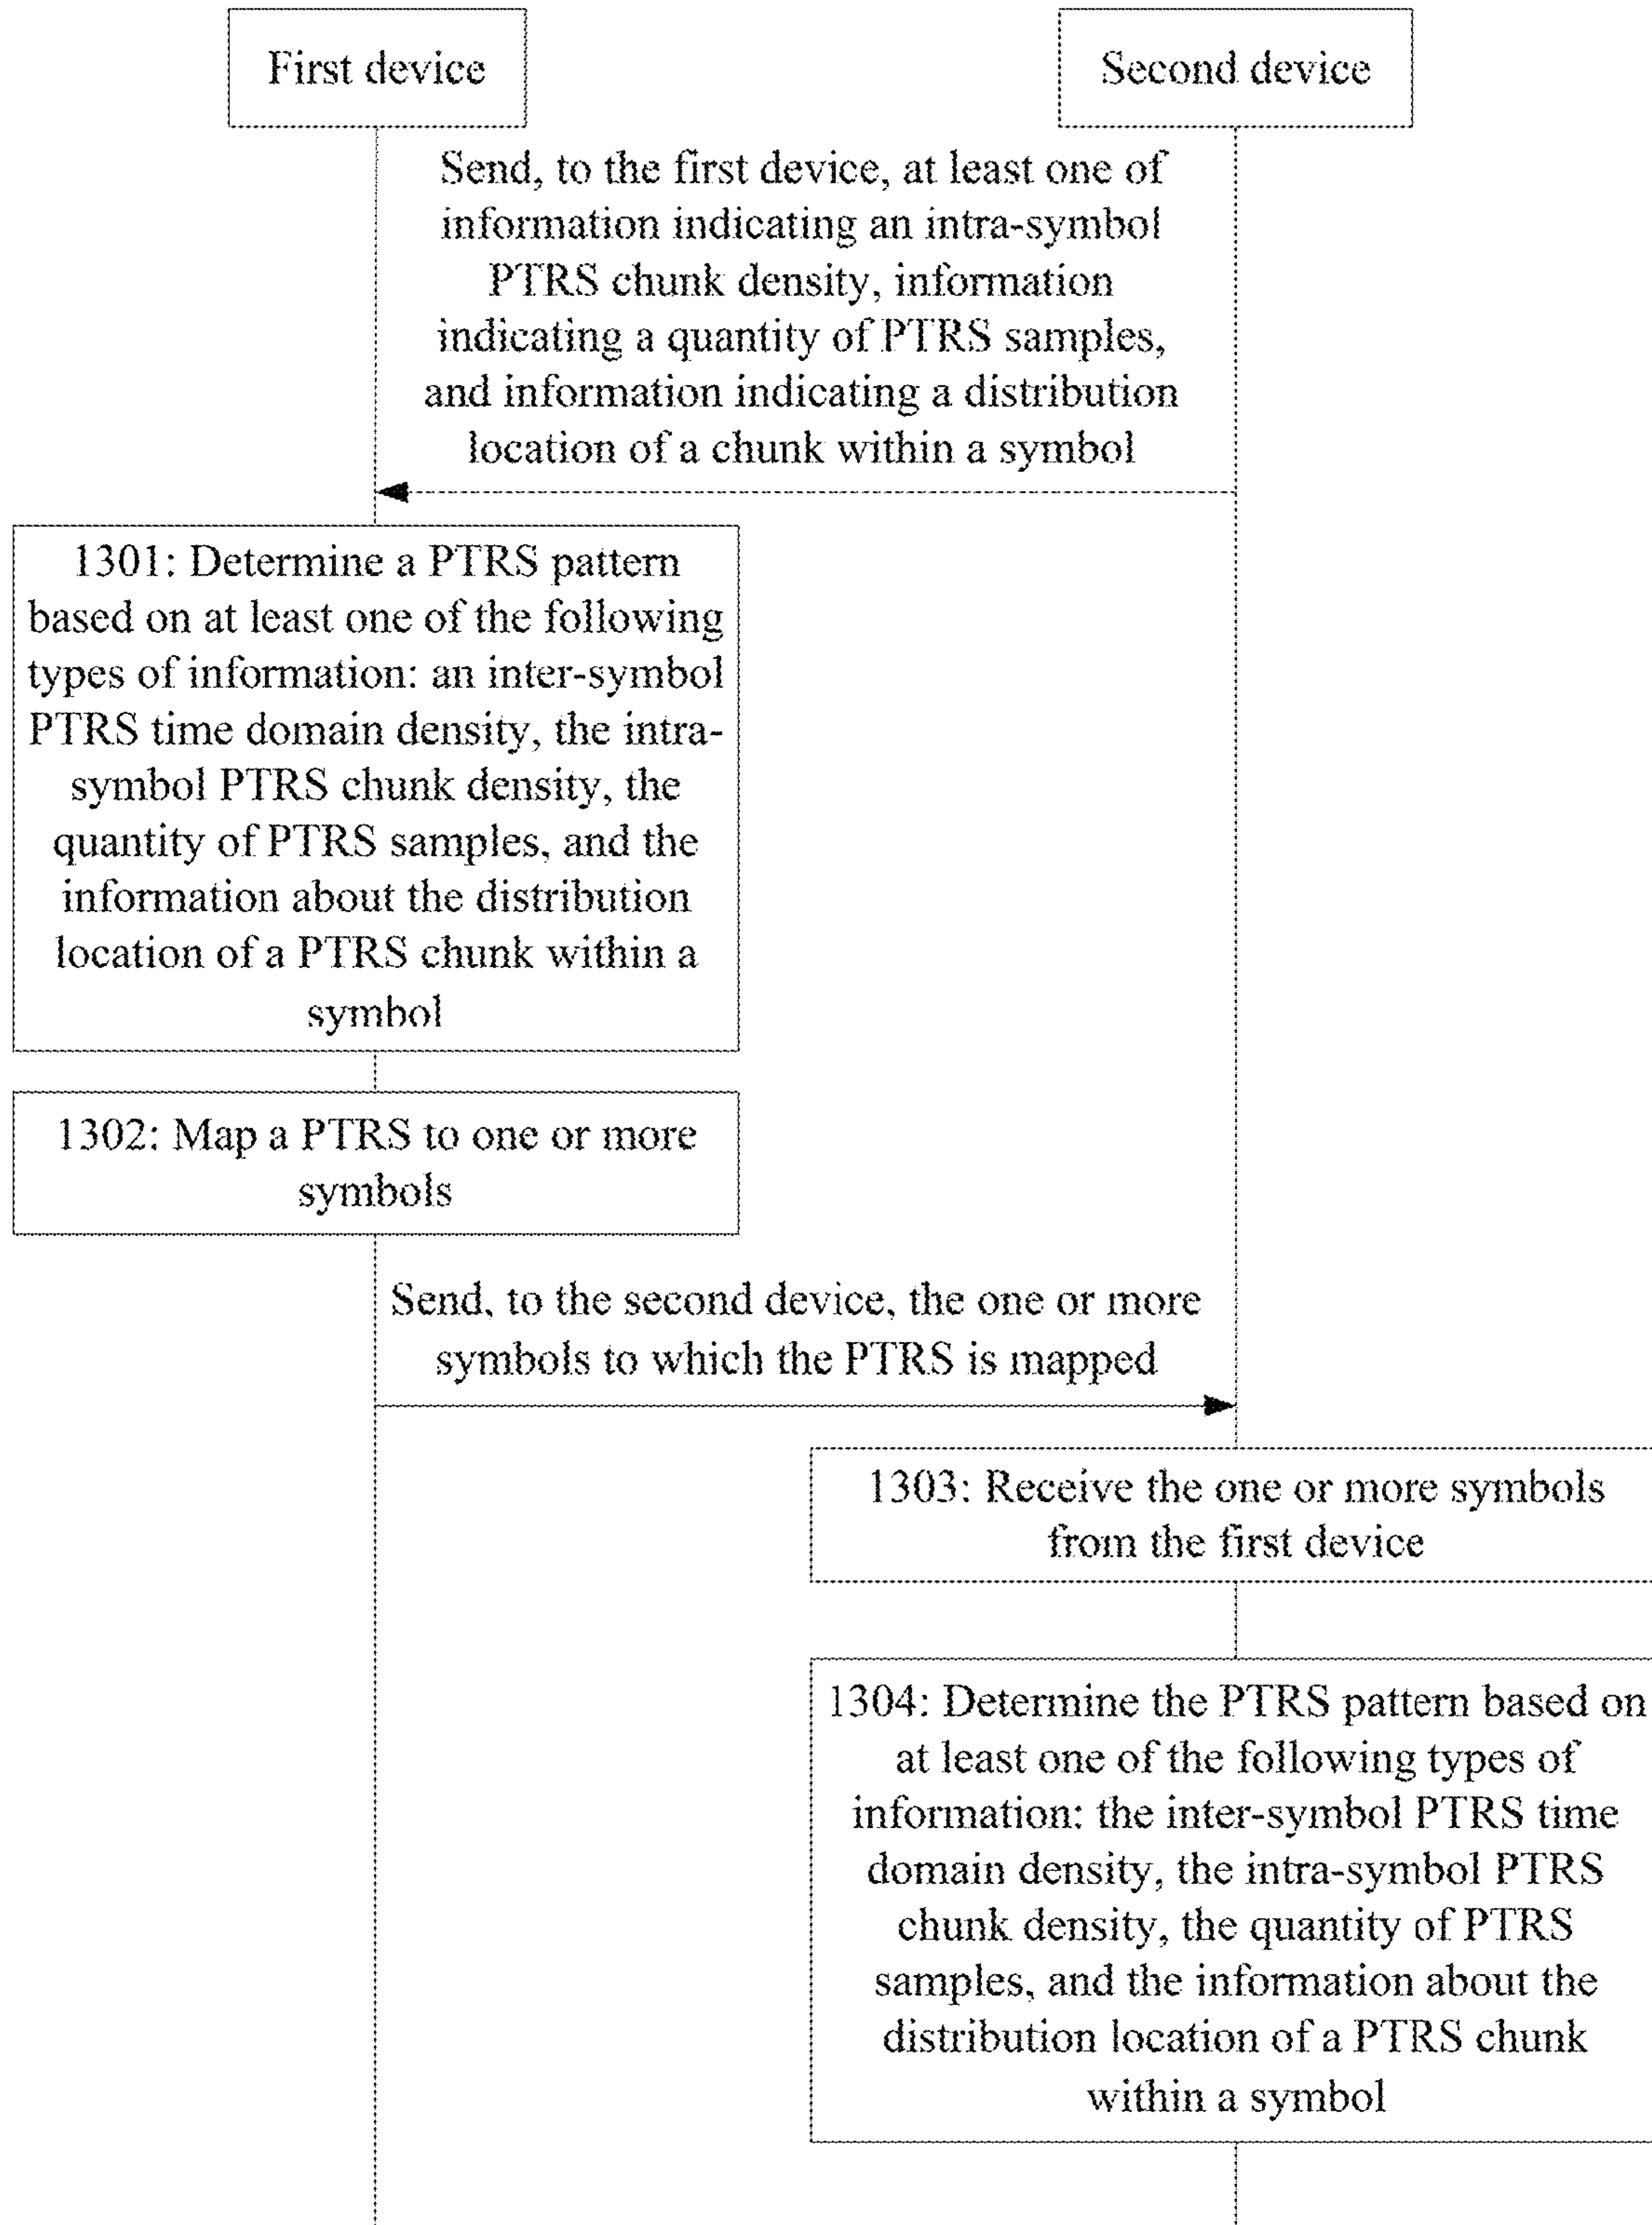 First device
Second device
Send, to the first device, at least one of
information indicating an intra-symbol
PTRS chunk density, information
indicating a quantity of PTRS samples,
and information indicating a distribution
location of a chunk within a symbol
1301: Determine a PTRS pattern
based on at least one of the following
types of information: an inter-symbol
PTRS time domain density, the intra-
symbol PTRS chunk density, the
quantity of PTRS samples, and the
information about the distribution
location of a PTRS chunk within a
symbol
1302: Map a PTRS to one or more
symbols
Send, to the second device, the one or more
symbols to which the PTRS is mapped
1303: Receive the one or more symbols
from the first device
1304: Determine the PTRS pattern based on
at least one of the following types of
information: the inter-symbol PTRS time
domain density, the intra-symbol PTRS
chunk density, the quantity of PTRS
samples, and the information about the
distribution location of a PTRS chunk
within a symbol